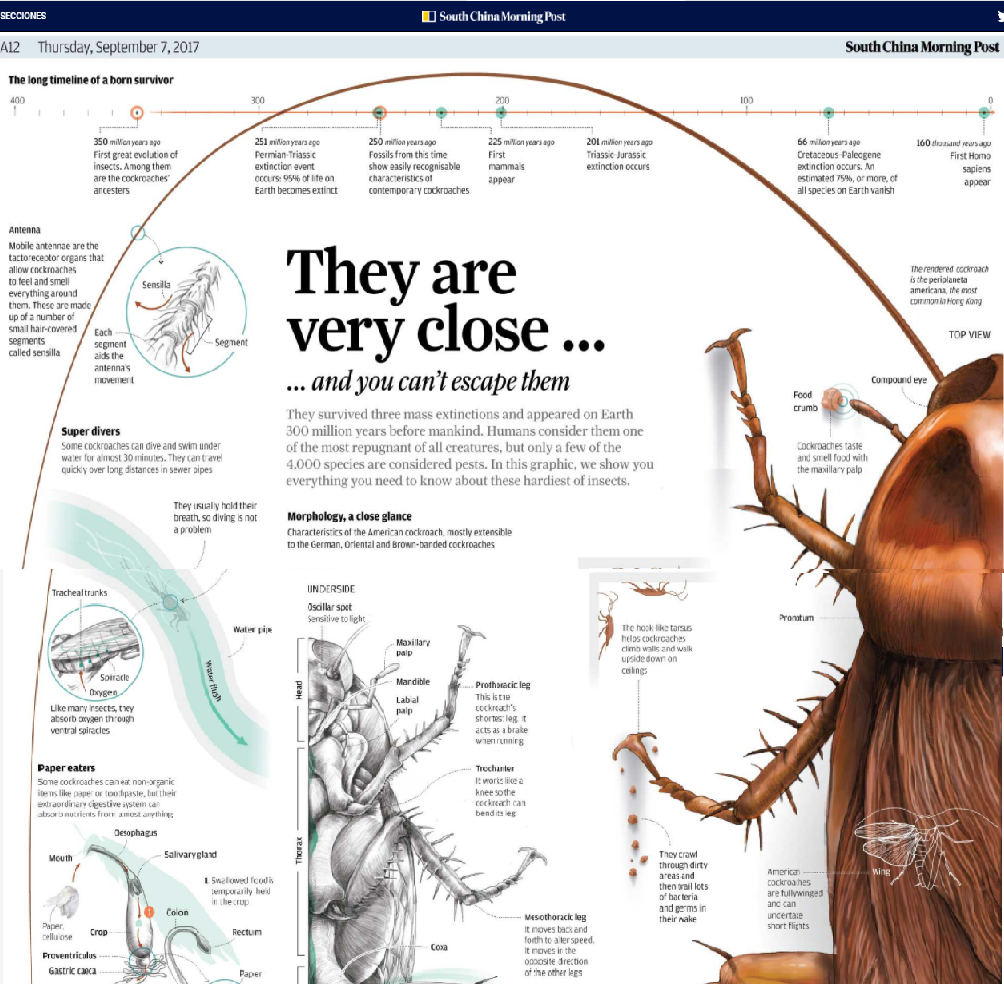 SECCIONES
South China Morning Post
A12 Thursday, September 7, 2017
South China Morning Post
The long timeline of a born survivor
400
300
200
100
0
350 million years ago
First great evolution of
insects. Among them
are the cockroaches'
ancesters
251 million years ago
Permian-Triassic
extinction event
occurs: 95% of life on
Earth becomes extinct
250 million years ago
Fossils from this time
show easily recognisable
characteristics of
contemporary cockroaches
225 million years ago
First
mammals
appear
201 million years ago
Triassic-Jurassic
extinction occurs
66 million years ago
Cretaceous-Paleogene
extinction occurs. An
estimated 75%, or more, of
all species on Earth vanish
160 thousand years ago
First Homo
sapiens
appear
Antenna
Mobile antennae are the
tactoreceptor organs that
allow cockroaches
to feel and smell
everything around
them. These are made
up of a number of
small hair-covered
segments
called sensilla
Sensilla
Each
segment
aids the
antenna's
movement
Segment
They are
very close ...
... and you can't escape them
They survived three mass extinctions and appeared on Earth
300 million years before mankind. Humans consider them one
of the most repugnant of all creatures, but only a few of the
4,000 species are considered pests. In this graphic, we show you
everything you need to know about these hardiest of insects.
The rendered cockroach
is the periplaneta
americana, the most
common in Hong Kong
TOP VIEW
Compound eye
Food
crumb
Cockroaches taste
and smell food with
the maxillary palp
Super divers
Some cockroaches can dive and swim under
water for almost 30 minutes. They can travel
quickly over long distances in sewer pipes
They usually hold their
breath, so diving is not
a problem
Morphology, a close glance
Characteristics of the American cockroach, mostly extensible
to the German, Oriental and Brown-banded cockroaches
Tracheal trunks
Spiracle
Oxygen
Water pipe
Water flush
Like many insects, they
absorb oxygen through
ventral spiracles
UNDERSIDE
Oscillar spot
Sensitive to light
Maxillary
palp
Mandible
Labial
palp
Head
Thorax
Prothoracic leg
This is the
cockroach's
shortest leg. It
acts as a brake
when running
Trochanter
It works like a
knee so the
cockroach can
bend its leg
Mesothoracic leg
It moves back and
forth to alter speed.
It moves in the
opposite direction
of the other legs
Coxa
The hook-like tarsus
helps cockroaches
climb walls and walk
upside down on
ceilings
Pronotum
They crawl
through dirty
areas and
then trail lots
of bacteria
and germs in
their wake
American
cockroaches
are fullywinged
and can
undertake
short flights
Wing
Paper eaters
Some cockroaches can eat non-organic
items like paper or toothpaste, but their
extraordinary digestive system can
absorb nutrients from almost anything
Oesophagus
Mouth
Salivary gland
1. Swallowed food is
temporarily held
in the crop
Paper,
cellulose
Colon
Crop
Rectum
Proventriculus
Gastric caeca
Paper